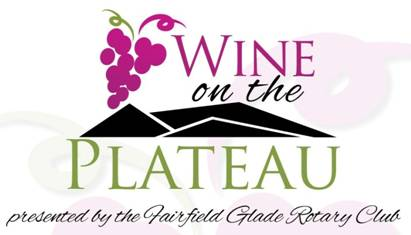 WINE
on the
PLATEAU
presented by the Fairfield Glade Rotary Club